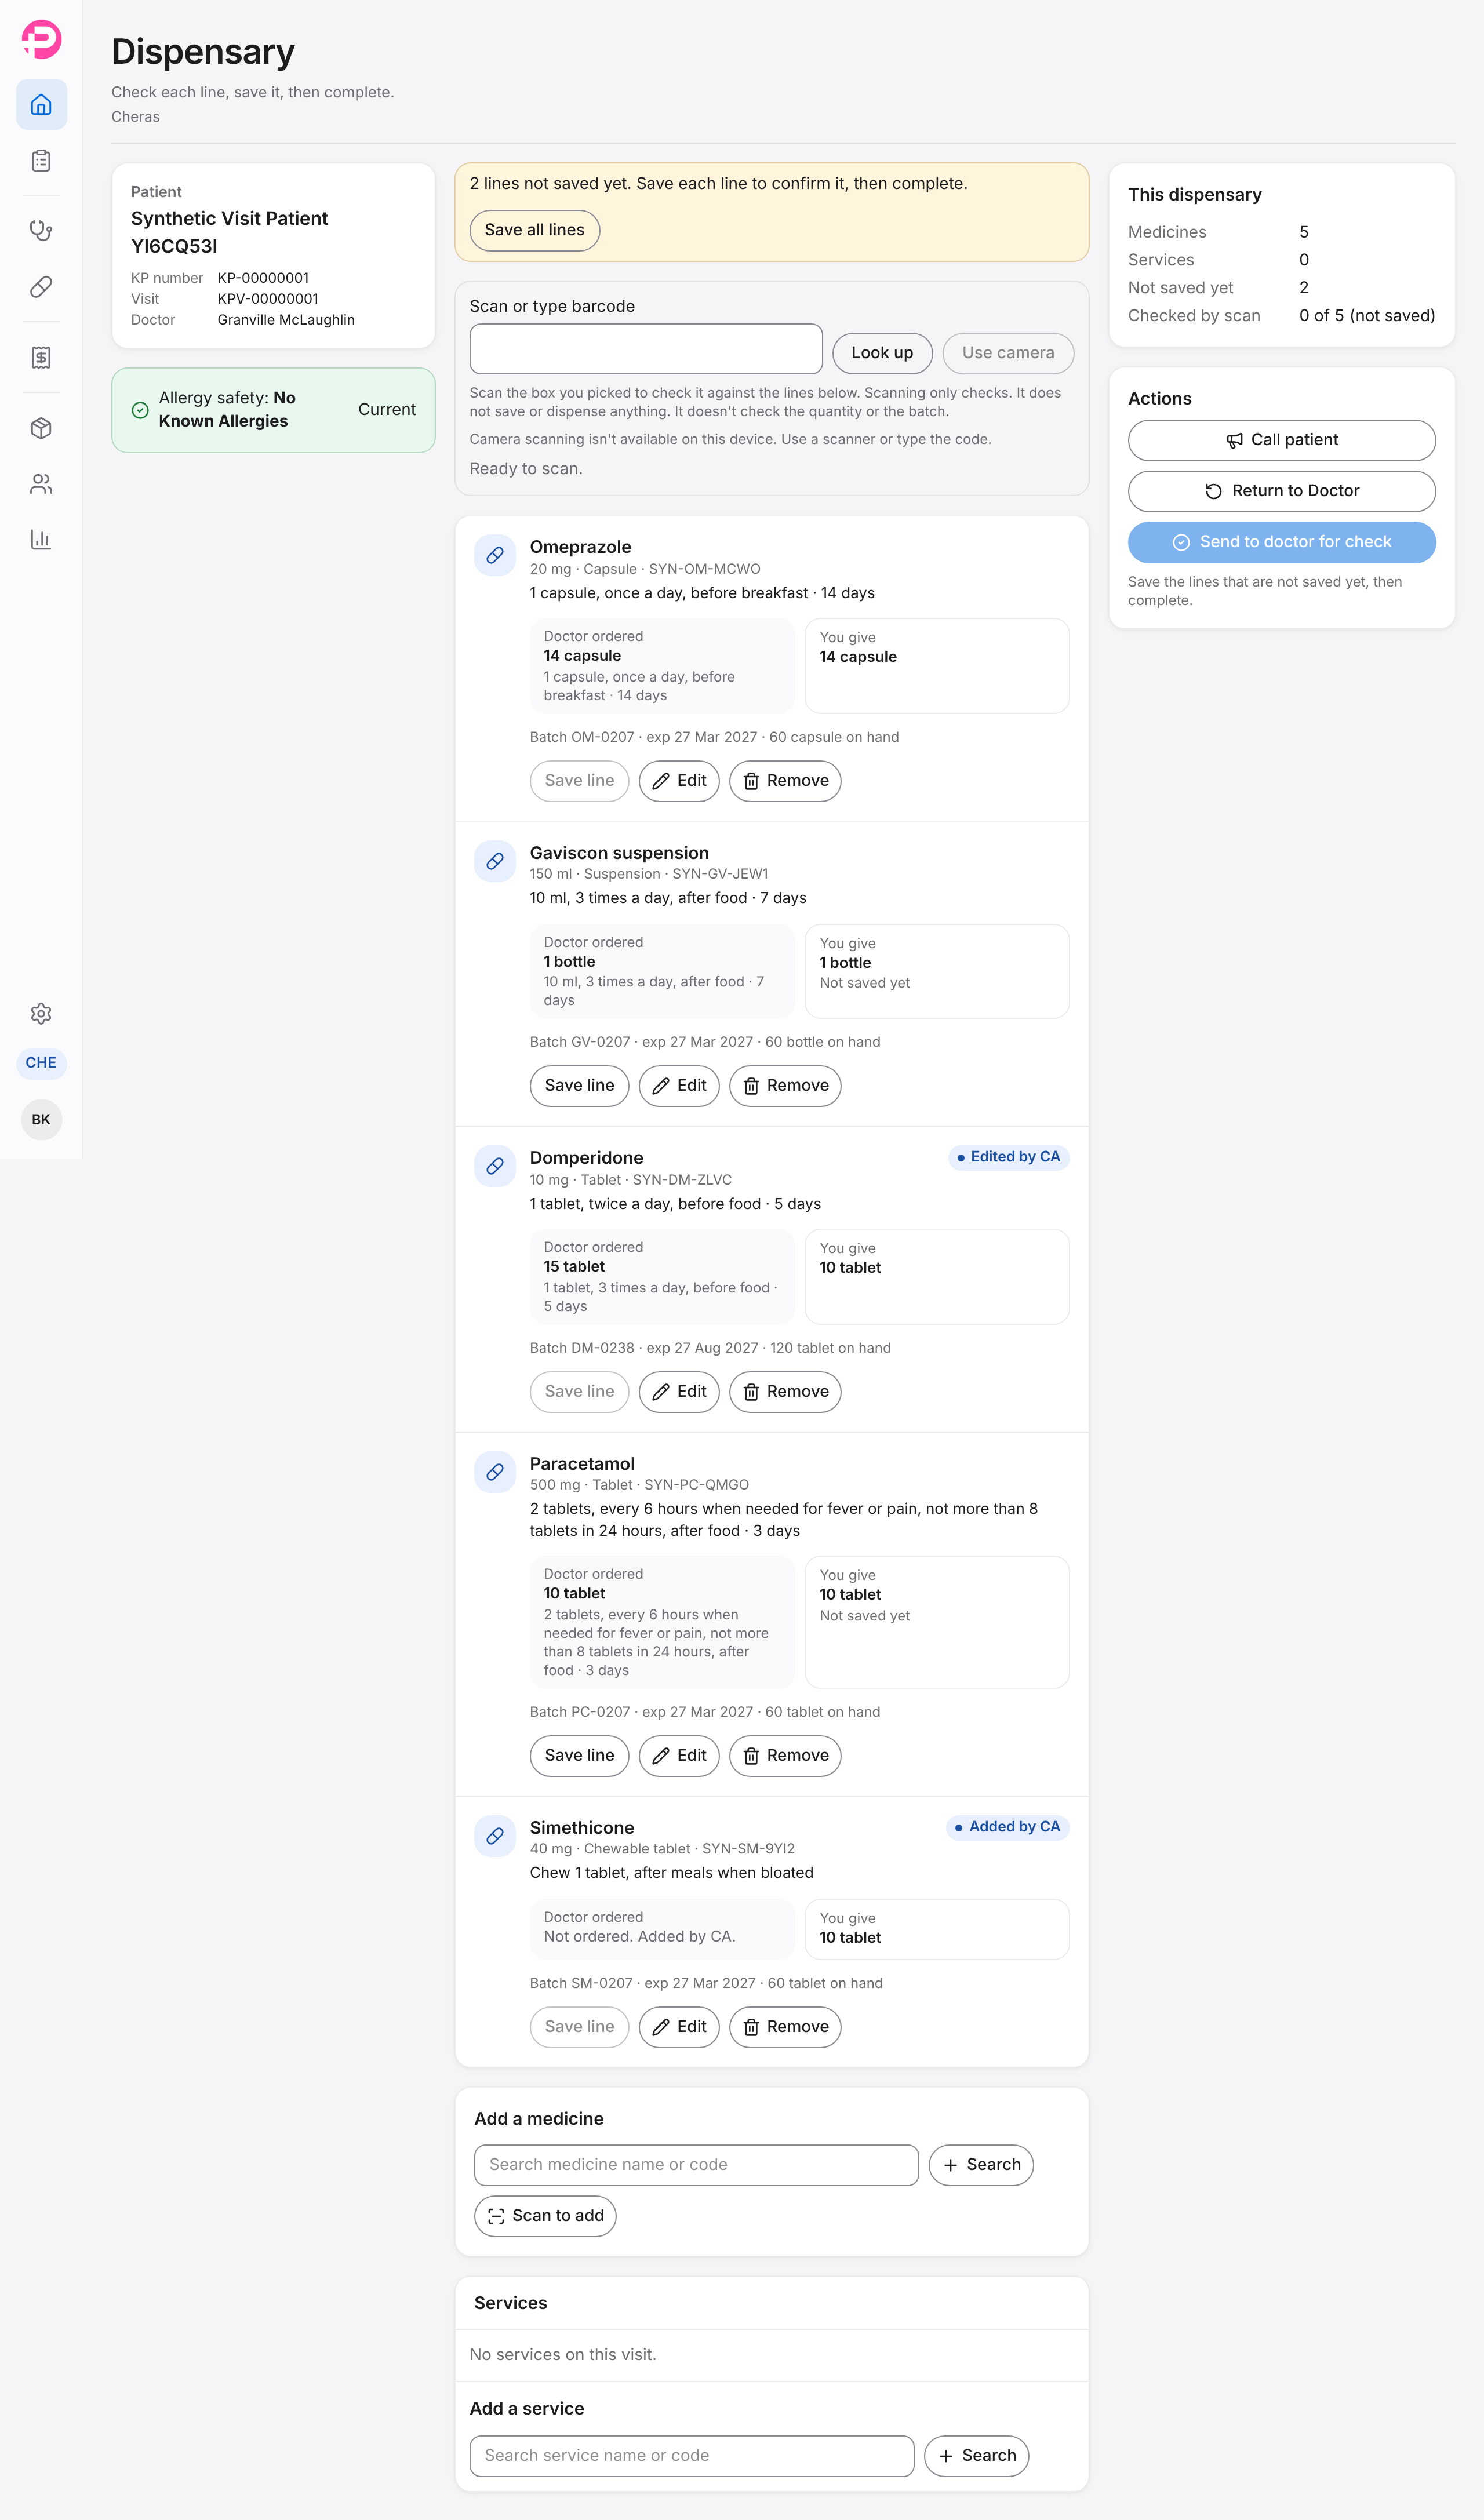 Dispensary
Check each line, save it, then complete.
Cheras
Patient
Synthetic Visit Patient
YI6CQ53I
KP number KP-00000001
Visit KPV-00000001
Doctor Granville McLaughlin
Allergy safety: No
Known Allergies
Current
2 lines not saved yet. Save each line to confirm it, then complete.
Save all lines
Scan or type barcode
Look up
Use camera
Scan the box you picked to check it against the lines below. Scanning only checks. It does
not save or dispense anything. It doesn't check the quantity or the batch.
Camera scanning isn't available on this device. Use a scanner or type the code.
Ready to scan.
Omeprazole
20 mg · Capsule · SYN-OM-MCWO
1 capsule, once a day, before breakfast · 14 days
Doctor ordered
14 capsule
1 capsule, once a day, before
breakfast · 14 days
You give
14 capsule
Batch OM-0207 · exp 27 Mar 2027 · 60 capsule on hand
Save line
Edit
Remove
Gaviscon suspension
150 ml · Suspension · SYN-GV-JEW1
10 ml, 3 times a day, after food · 7 days
Doctor ordered
1 bottle
10 ml, 3 times a day, after food · 7
days
You give
1 bottle
Not saved yet
Batch GV-0207 · exp 27 Mar 2027 · 60 bottle on hand
Save line
Edit
Remove
Domperidone
Edited by CA
10 mg · Tablet · SYN-DM-ZLVC
1 tablet, twice a day, before food · 5 days
Doctor ordered
15 tablet
1 tablet, 3 times a day, before food ·
5 days
You give
10 tablet
Batch DM-0238 · exp 27 Aug 2027 · 120 tablet on hand
Save line
Edit
Remove
Paracetamol
500 mg · Tablet · SYN-PC-QMGO
2 tablets, every 6 hours when needed for fever or pain, not more than 8
tablets in 24 hours, after food · 3 days
Doctor ordered
10 tablet
2 tablets, every 6 hours when
needed for fever or pain, not more
than 8 tablets in 24 hours, after
food · 3 days
You give
10 tablet
Not saved yet
Batch PC-0207 · exp 27 Mar 2027 · 60 tablet on hand
Save line
Edit
Remove
Simethicone
Added by CA
40 mg · Chewable tablet · SYN-SM-9YI2
Chew 1 tablet, after meals when bloated
Doctor ordered
Not ordered. Added by CA.
You give
10 tablet
Batch SM-0207 · exp 27 Mar 2027 · 60 tablet on hand
Save line
Edit
Remove
Add a medicine
Search medicine name or code
Search
Scan to add
Services
No services on this visit.
Add a service
Search service name or code
Search
This dispensary
Medicines 5
Services 0
Not saved yet 2
Checked by scan 0 of 5 (not saved)
Actions
Call patient
Return to Doctor
Send to doctor for check
Save the lines that are not saved yet, then
complete.
CHE
BK